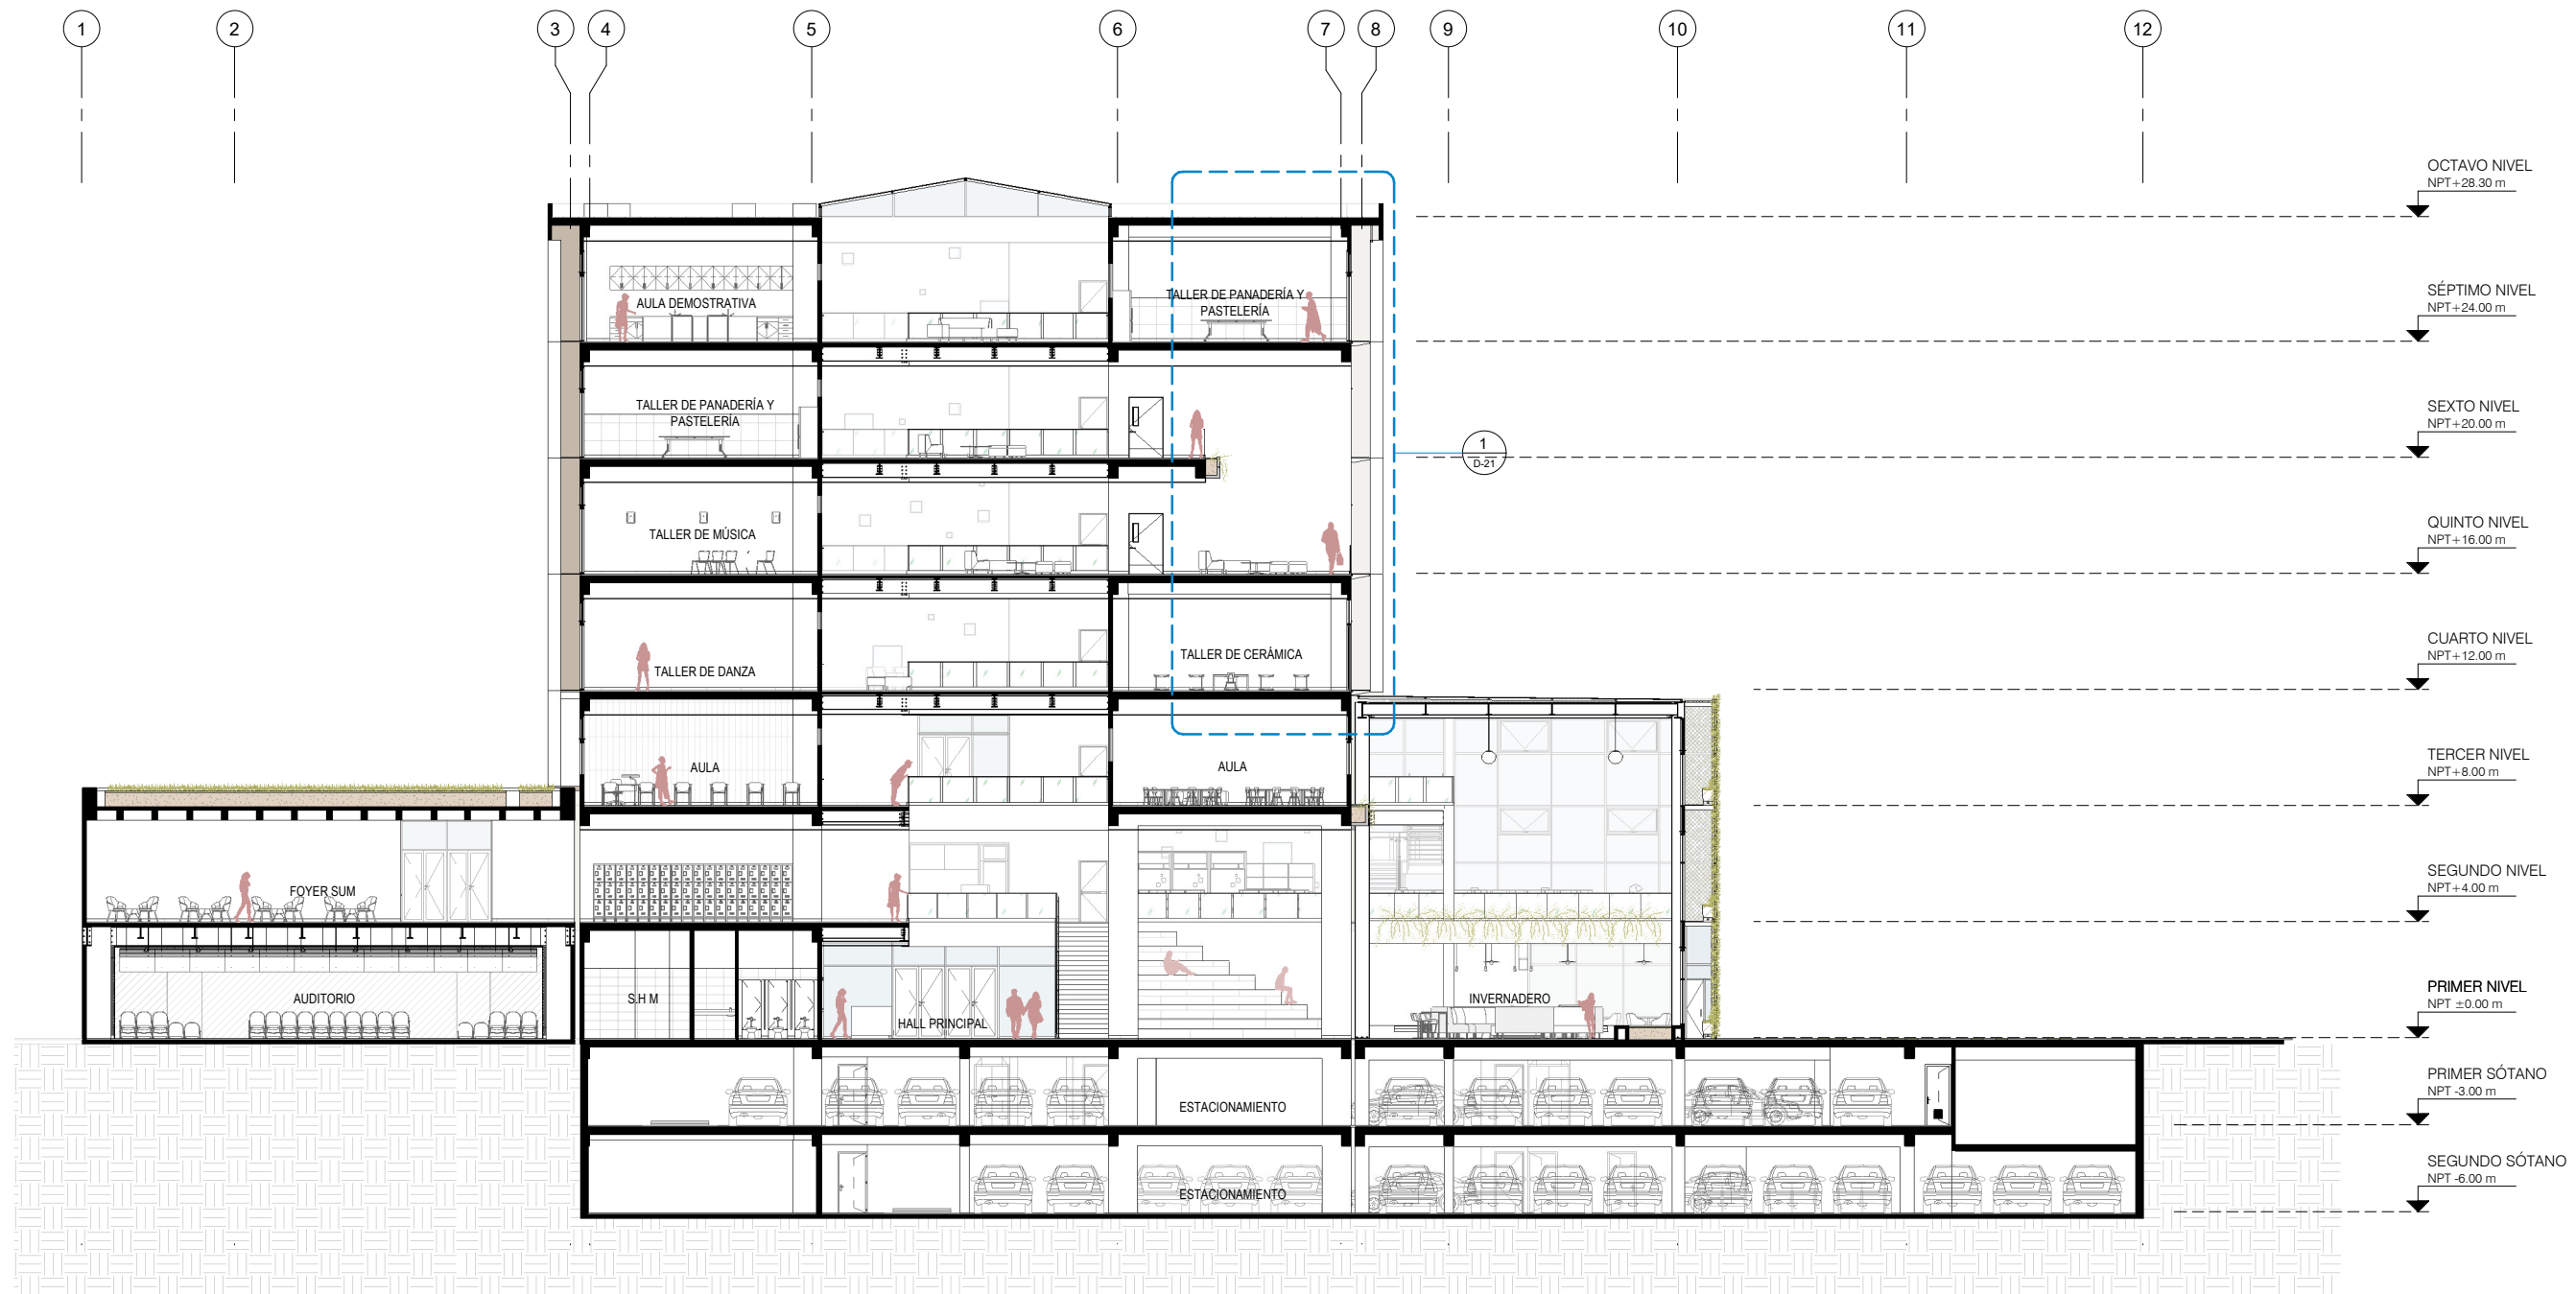 1 2 3 4 5 6 7 8 9 10 11 12
OCTAVO NIVEL
NPT+28.30 m
SÉPTIMO NIVEL
NPT+24.00 m
AULA DEMOSTRATIVA
TALLER DE PANADERÍA Y
PASTELERÍA
SEXTO NIVEL
NPT+20.00 m
TALLER DE PANADERÍA Y
PASTELERÍA
1
D-21
QUINTO NIVEL
NPT+16.00 m
TALLER DE MÚSICA
CUARTO NIVEL
NPT+12.00 m
TALLER DE DANZA
TALLER DE CERÁMICA
TERCER NIVEL
NPT+8.00 m
AULA
AULA
SEGUNDO NIVEL
NPT+4.00 m
FOYER SUM
PRIMER NIVEL
NPT ±0.00 m
AUDITORIO
S.H M
HALL PRINCIPAL
INVERNADERO
PRIMER SÓTANO
NPT -3.00 m
ESTACIONAMIENTO
SEGUNDO SÓTANO
NPT -6.00 m
ESTACIONAMIENTO